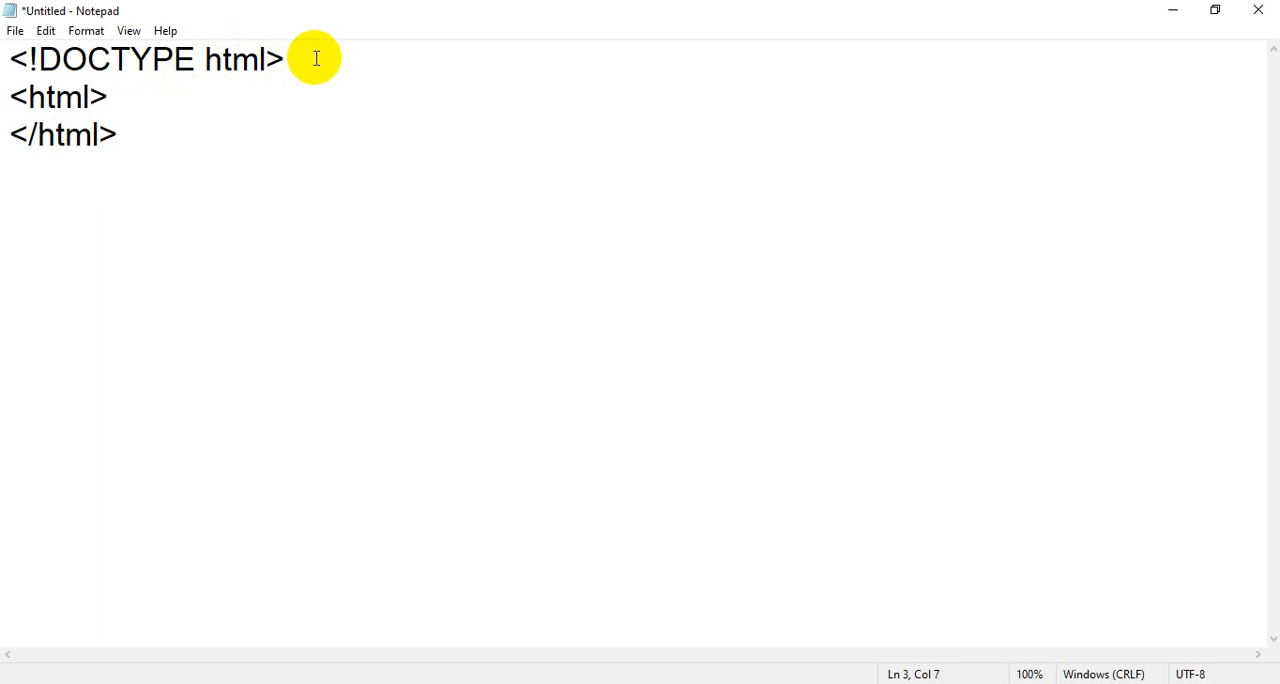 *Untitled - Notepad
File Edit Format View Help
<!DOCTYPE html>
<html>
</html>
Ln 3, Col 7 100% Windows (CRLF) UTF-8